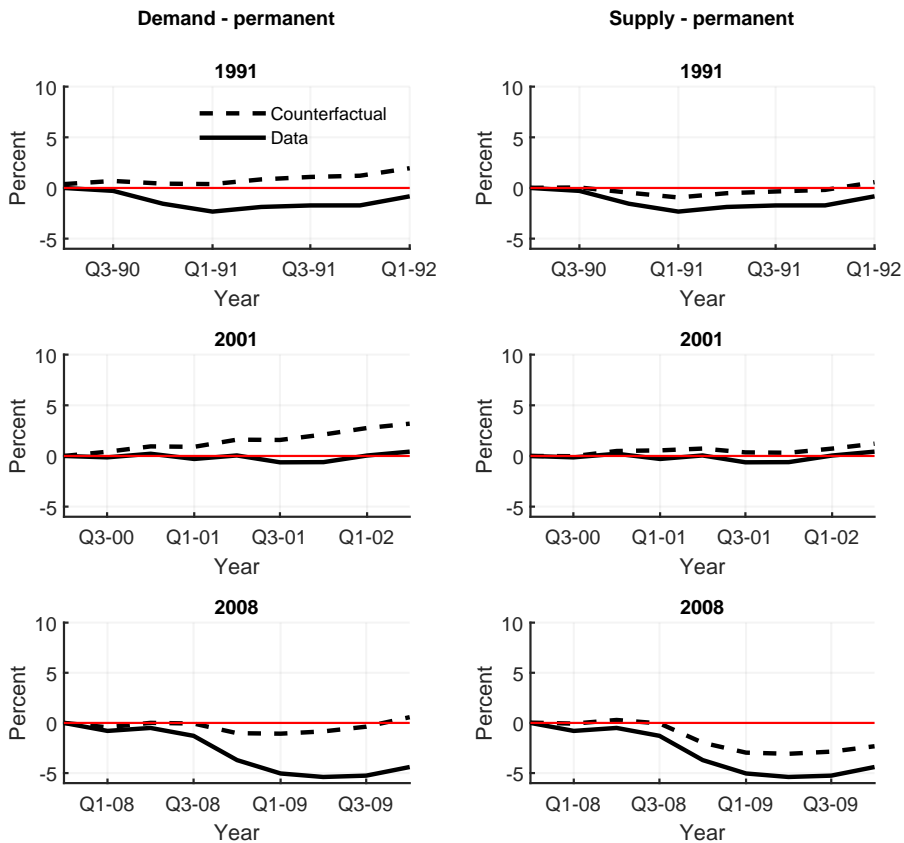 Demand - permanent
Supply - permanent
1991
10
5
0
-5
Percent
Counterfactual
Data
Q3-90 Q1-91 Q3-91 Q1-92
Year
1991
10
5
0
-5
Percent
Q3-90 Q1-91 Q3-91 Q1-92
Year
2001
10
5
0
-5
Percent
Q3-00 Q1-01 Q3-01 Q1-02
Year
2001
10
5
0
-5
Percent
Q3-00 Q1-01 Q3-01 Q1-02
Year
2008
10
5
0
-5
Percent
Q1-08 Q3-08 Q1-09 Q3-09
Year
2008
10
5
0
-5
Percent
Q1-08 Q3-08 Q1-09 Q3-09
Year